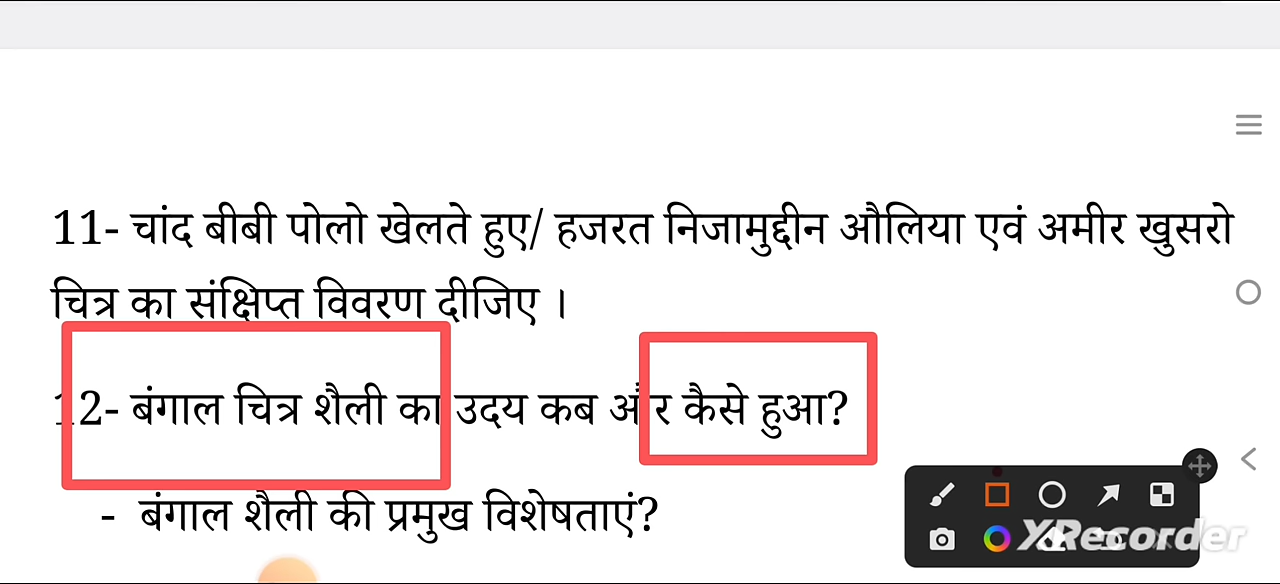 11- चांद बीबी पोलो खेलते हुए/ हजरत निजामुद्दीन औलिया एवं अमीर खुसरो
चित्र का संक्षिप्त विवरण दीजिए ।
12- बंगाल चित्र शैली का उदय कब और कैसे हुआ?
- बंगाल शैली की प्रमुख विशेषताएं?
XRecorder